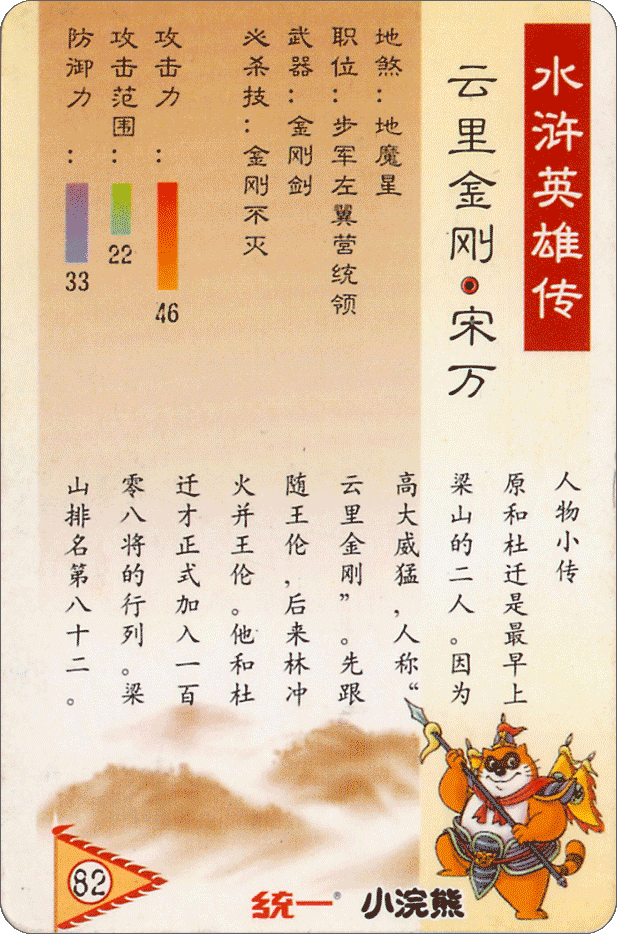 水浒英雄传
云里金刚·宋万
地煞：地魔星
职位：步军左翼营统领
武器：金刚剑
必杀技：金刚不灭
攻击力：
46
攻击范围：
22
防御力：
33
人物小传
原和杜迁是最早上
梁山的二人。因为
高大威猛，人称“
云里金刚”。先跟
随王伦，后来林冲
火并王伦。他和杜
迁才正式加入一百
零八将的行列。梁
山排名第八十二。
82
统一® 小浣熊